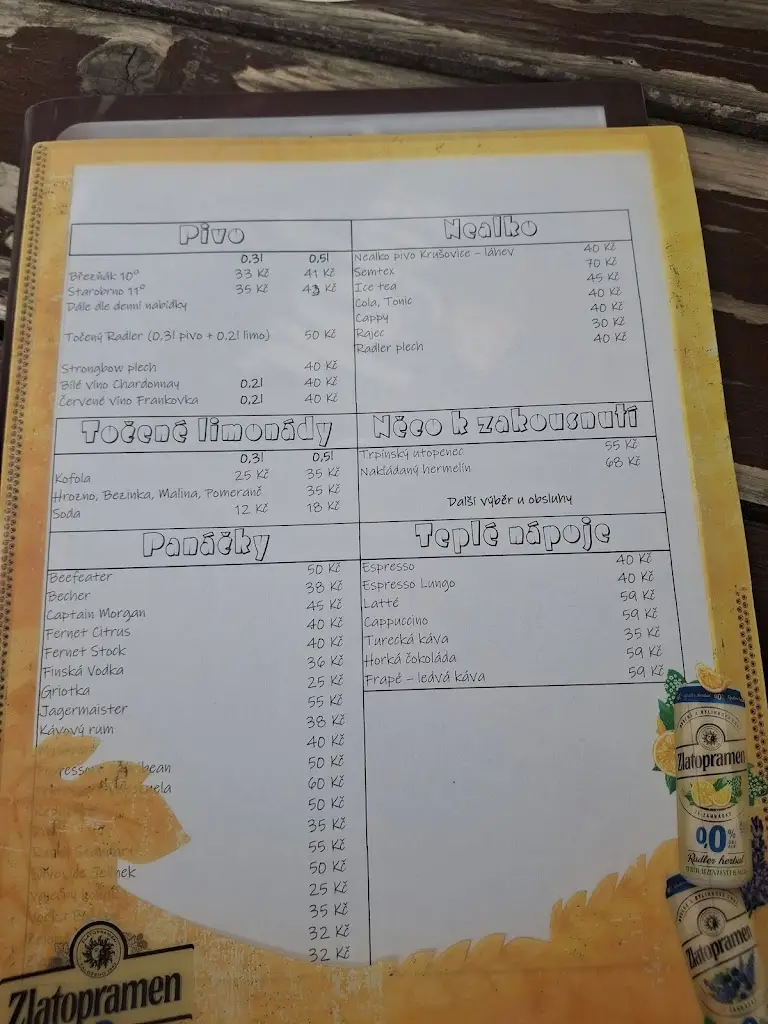 Pivo
0.3l 0,5l
Březňák 10° 33 Kč 41 Kč
Starobrno 11° 35 Kč 43 Kč
Dále dle denní nabídky
Točený Radler (0.3l pivo + 0.2l limo) 50 Kč
Strongbow plech 40 Kč
Bílé víno Chardonnay 0,2l 40 Kč
Červené víno Frankovka 0,2l 40 Kč
Nealko
Nealko pivo Krušovice – láhev 40 Kč
Semtex 70 Kč
Ice tea 45 Kč
Cola, Tonic 40 Kč
Cappy 40 Kč
Rajec 30 Kč
Radler plech 40 Kč
Točené limonády
0,3l 0,5l
Kofola 25 Kč 35 Kč
Hrozno, Bezinka, Malina, Pomeranč 35 Kč
Soda 12 Kč 18 Kč
Něco k zakousnutí
Trpínský utopenec 55 Kč
Nakládaný hermelín 68 Kč
Další výběr u obsluhy
Panáčky
Beefeater 50 Kč
Becher 38 Kč
Captain Morgan 45 Kč
Fernet Citrus 40 Kč
Fernet Stock 40 Kč
Finská Vodka 36 Kč
Griotka 25 Kč
Jagermaister 55 Kč
Kávový rum 38 Kč
40 Kč
50 Kč
60 Kč
50 Kč
35 Kč
55 Kč
50 Kč
25 Kč
35 Kč
32 Kč
32 Kč
Teplé nápoje
Espresso 40 Kč
Espresso Lungo 40 Kč
Latté 59 Kč
Cappuccino 59 Kč
Turecká káva 35 Kč
Horká čokoláda 59 Kč
Frapé – ledvá káva 59 Kč
Zlatopramen
0,0%
Radler herbal
Zlatopramen
Zlatopramen